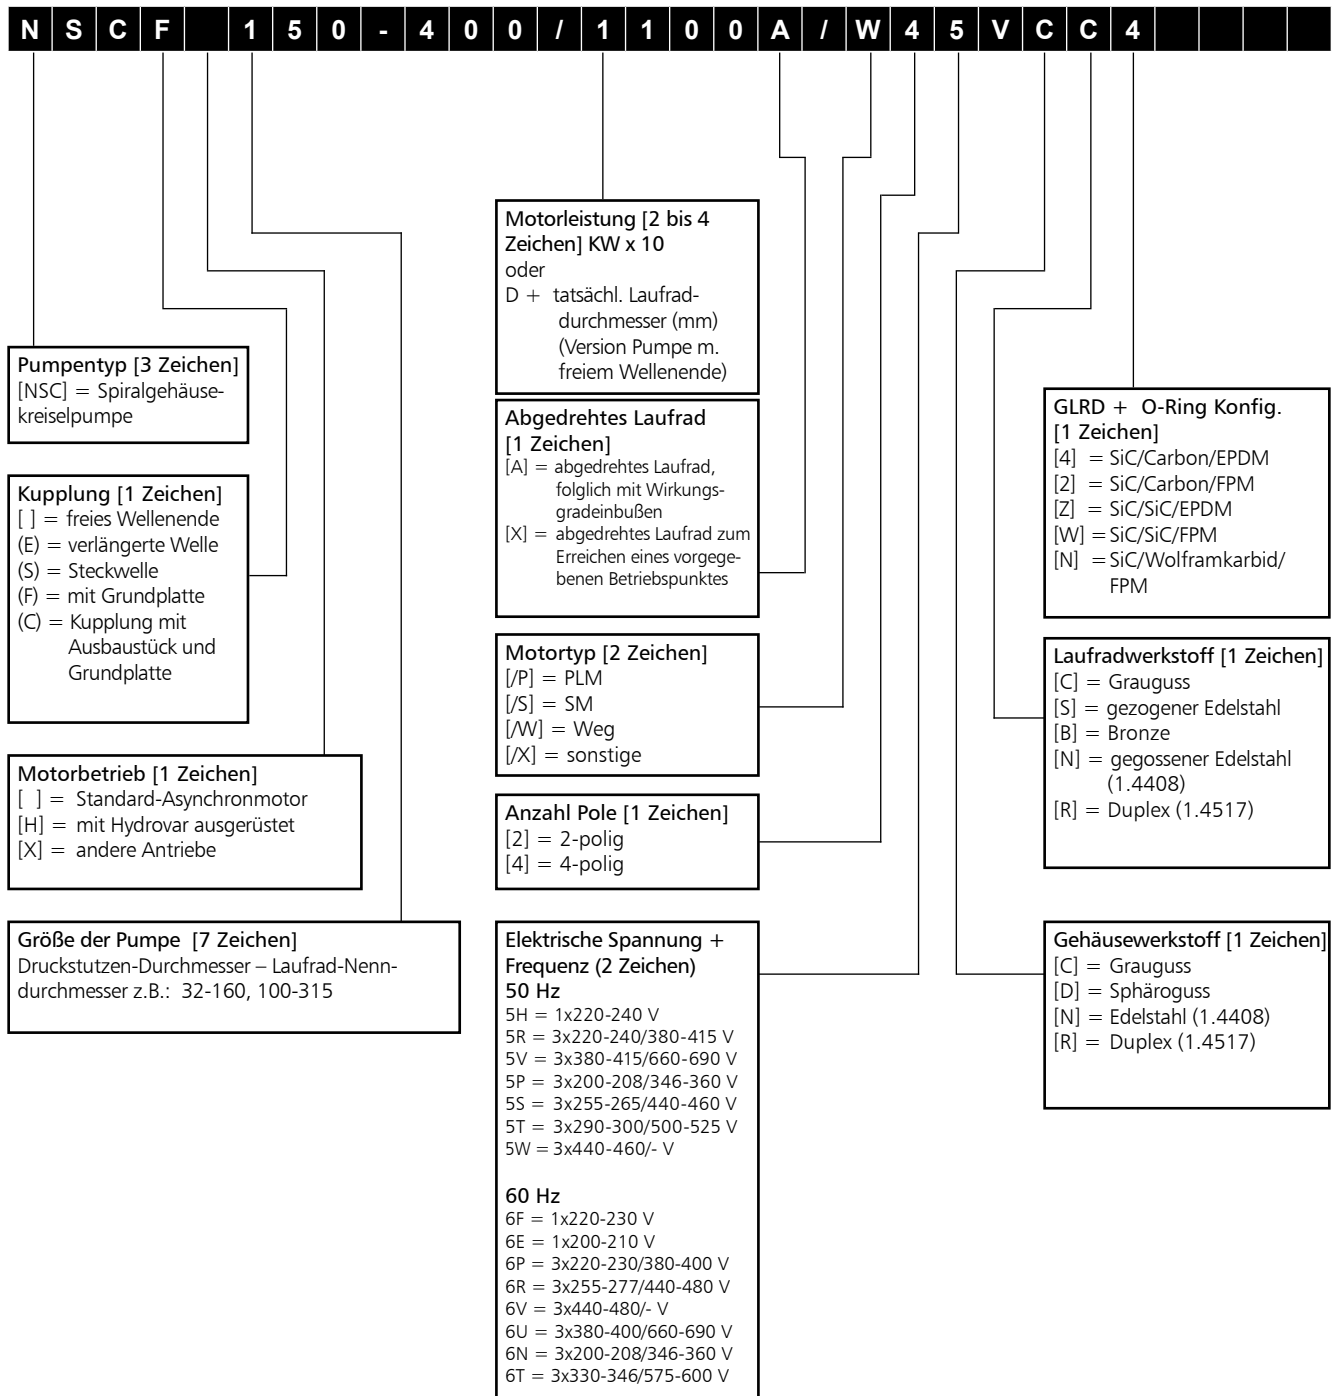 N S C F 1 5 0 - 4 0 0 / 1 1 0 0 A / W 4 5 V C C 4
Pumpentyp [3 Zeichen]
[NSC] = Spiralgehäuse-
kreiselpumpe
Kupplung [1 Zeichen]
[ ] = freies Wellenende
(E) = verlängerte Welle
(S) = Steckwelle
(F) = mit Grundplatte
(C) = Kupplung mit
Ausbaustück und
Grundplatte
Motorbetrieb [1 Zeichen]
[ ] = Standard-Asynchronmotor
[H] = mit Hydrovar ausgerüstet
[X] = andere Antriebe
Größe der Pumpe [7 Zeichen]
Druckstutzen-Durchmesser – Laufrad-Nenn-
durchmesser z.B.: 32-160, 100-315
Motorleistung [2 bis 4
Zeichen] KW x 10
oder
D + tatsächl. Laufrad-
durchmesser (mm)
(Version Pumpe m.
freiem Wellenende)
Abgedrehtes Laufrad
[1 Zeichen]
[A] = abgedrehtes Laufrad,
folglich mit Wirkungs-
gradeinbußen
[X] = abgedrehtes Laufrad zum
Erreichen eines vorgege-
benen Betriebspunktes
Motortyp [2 Zeichen]
[/P] = PLM
[/S] = SM
[/W] = Weg
[/X] = sonstige
Anzahl Pole [1 Zeichen]
[2] = 2-polig
[4] = 4-polig
Elektrische Spannung +
Frequenz (2 Zeichen)
50 Hz
5H = 1x220-240 V
5R = 3x220-240/380-415 V
5V = 3x380-415/660-690 V
5P = 3x200-208/346-360 V
5S = 3x255-265/440-460 V
5T = 3x290-300/500-525 V
5W = 3x440-460/- V
60 Hz
6F = 1x220-230 V
6E = 1x200-210 V
6P = 3x220-230/380-400 V
6R = 3x255-277/440-480 V
6V = 3x440-480/- V
6U = 3x380-400/660-690 V
6N = 3x200-208/346-360 V
6T = 3x330-346/575-600 V
GLRD + O-Ring Konfig.
[1 Zeichen]
[4] = SiC/Carbon/EPDM
[2] = SiC/Carbon/FPM
[Z] = SiC/SiC/EPDM
[W] = SiC/SiC/FPM
[N] = SiC/Wolframkarbid/
FPM
Laufradwerkstoff [1 Zeichen]
[C] = Grauguss
[S] = gezogener Edelstahl
[B] = Bronze
[N] = gegossener Edelstahl
(1.4408)
[R] = Duplex (1.4517)
Gehäusewerkstoff [1 Zeichen]
[C] = Grauguss
[D] = Sphäroguss
[N] = Edelstahl (1.4408)
[R] = Duplex (1.4517)